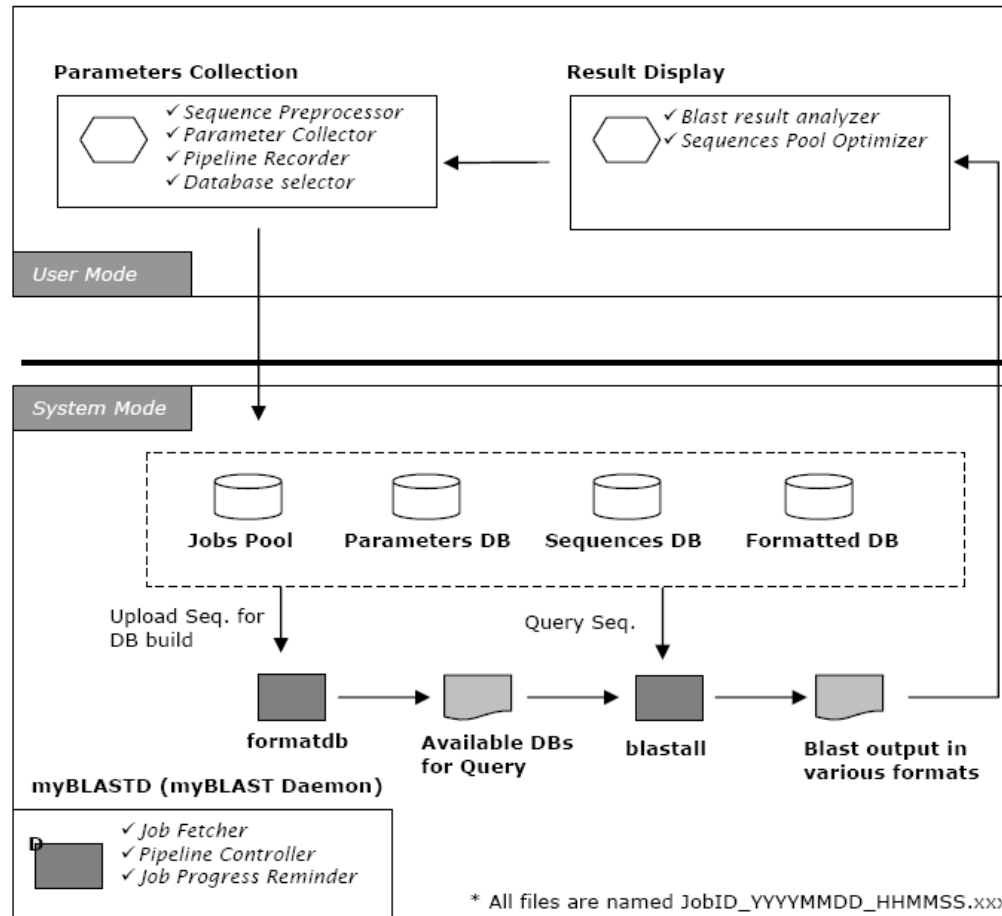 Parameters Collection
✓ Sequence Preprocessor
✓ Parameter Collector
✓ Pipeline Recorder
✓ Database selector
Result Display
✓ Blast result analyzer
✓ Sequences Pool Optimizer
User Mode
System Mode
Jobs Pool
Parameters DB
Sequences DB
Formatted DB
Upload Seq. for
DB build
Query Seq.
formatdb
Available DBs
for Query
blastall
Blast output in
various formats
myBLASTD (myBLAST Daemon)
D
✓ Job Fetcher
✓ Pipeline Controller
✓ Job Progress Reminder
* All files are named JobID_YYYYMMDD_HHMMSS.xxx